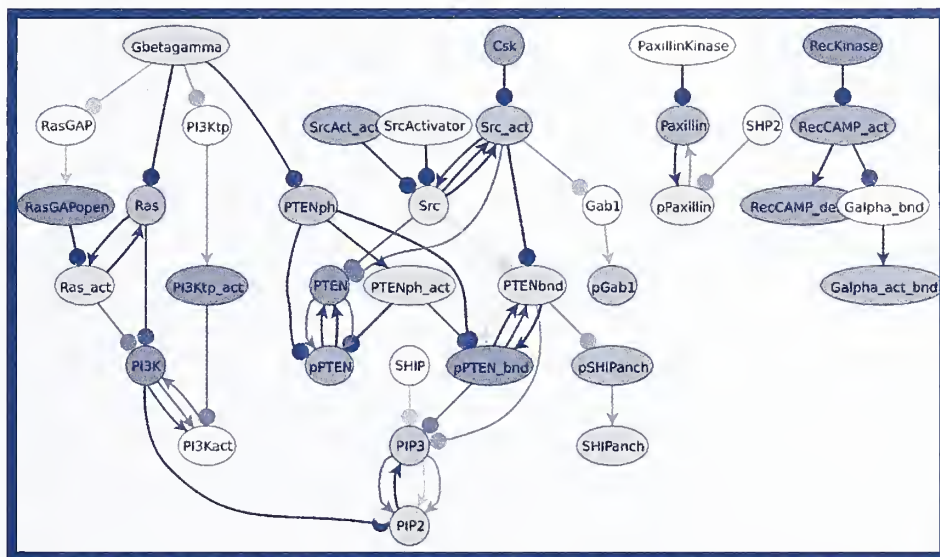 Gbetagamma
Csk
PaxillinKinase
RecKinase
RasGAP
PI3Ktp
SrcAct_act
SrcActivator
Src_act
Paxillin
SHP2
RecCAMP_act
RasGAPopen
Ras
PTENph
Src
Gab1
pPaxillin
RecCAMP_de
Galpha_bnd
Ras_act
PI3Ktp_act
PTEN
PTENph_act
PTENbnd
pGab1
Galpha_act_bnd
PI3K
pPTEN
SHIP
pPTEN_bnd
pSHIPanch
PI3Kact
PIP3
SHIPanch
PIP2